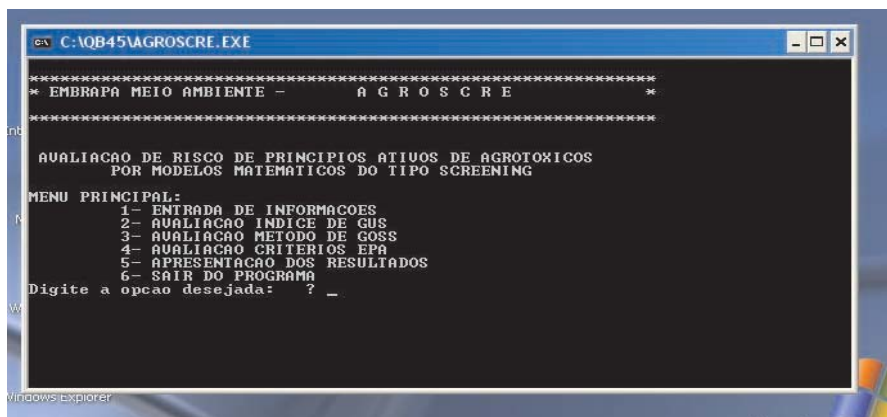 C:\QB45\AGROSCRE.EXE
*************************************************************
* EMBRAPA MEIO AMBIENTE - A G R O S C R E *
*************************************************************
AVALIACAO DE RISCO DE PRINCIPIOS ATIVOS DE AGROTOXICOS
POR MODELOS MATEMATICOS DO TIPO SCREENING
MENU PRINCIPAL:
1- ENTRADA DE INFORMACOES
2- AVALIACAO INDICE DE GUS
3- AVALIACAO METODO DE GOSS
4- AVALIACAO CRITERIOS EPA
5- APRESENTACAO DOS RESULTADOS
6- SAIR DO PROGRAMA
Digite a opcao desejada: ? _
Windows Explorer